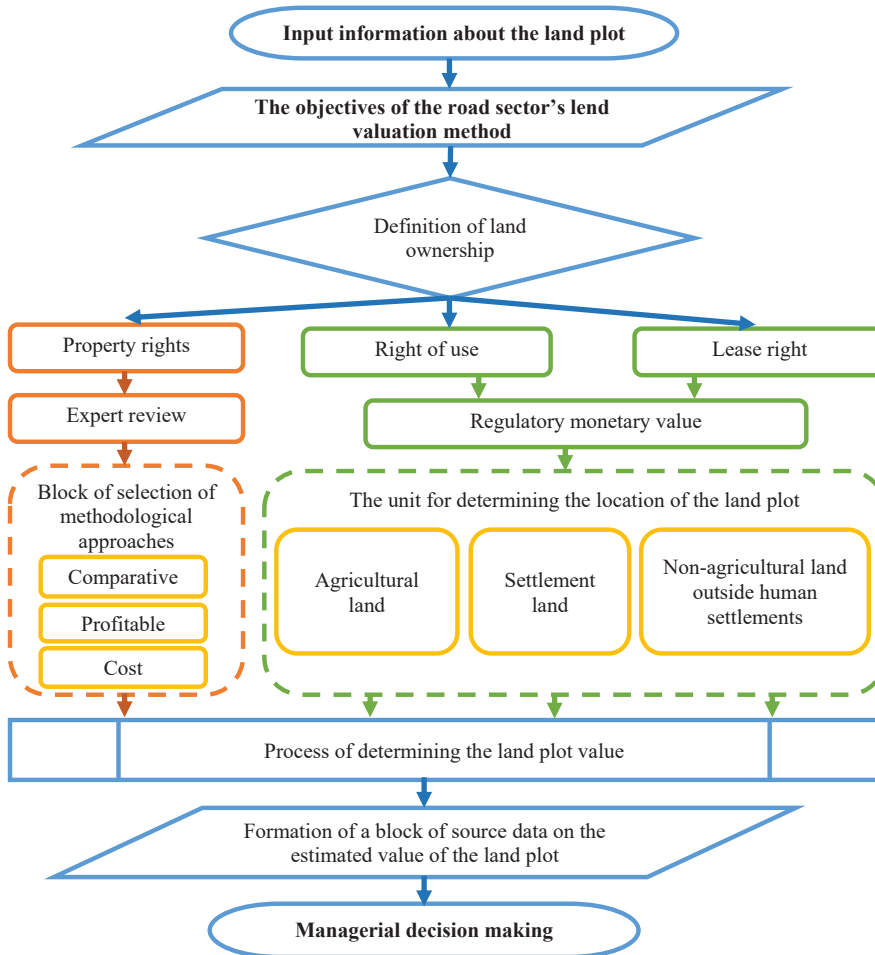 Input information about the land plot
The objectives of the road sector's lend
valuation method
Definition of land
ownership
Property rights
Right of use
Lease right
Expert review
Regulatory monetary value
Block of selection of
methodological
approaches
Comparative
Profitable
Cost
The unit for determining the location of the land plot
Agricultural
land
Settlement
land
Non-agricultural land
outside human
settlements
Process of determining the land plot value
Formation of a block of source data on the
estimated value of the land plot
Managerial decision making